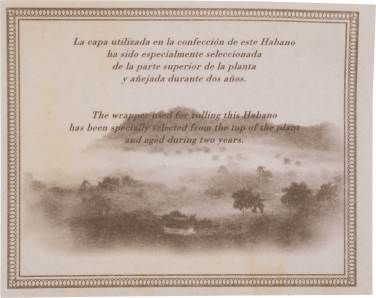 La capa utilizada en la confección de este Habano
ha sido especialmente seleccionada
de la parte superior de la planta
y añejada durante dos años.
The wrapper used for rolling this Habano
has been specially selected from the top of the plant
and aged during two years.